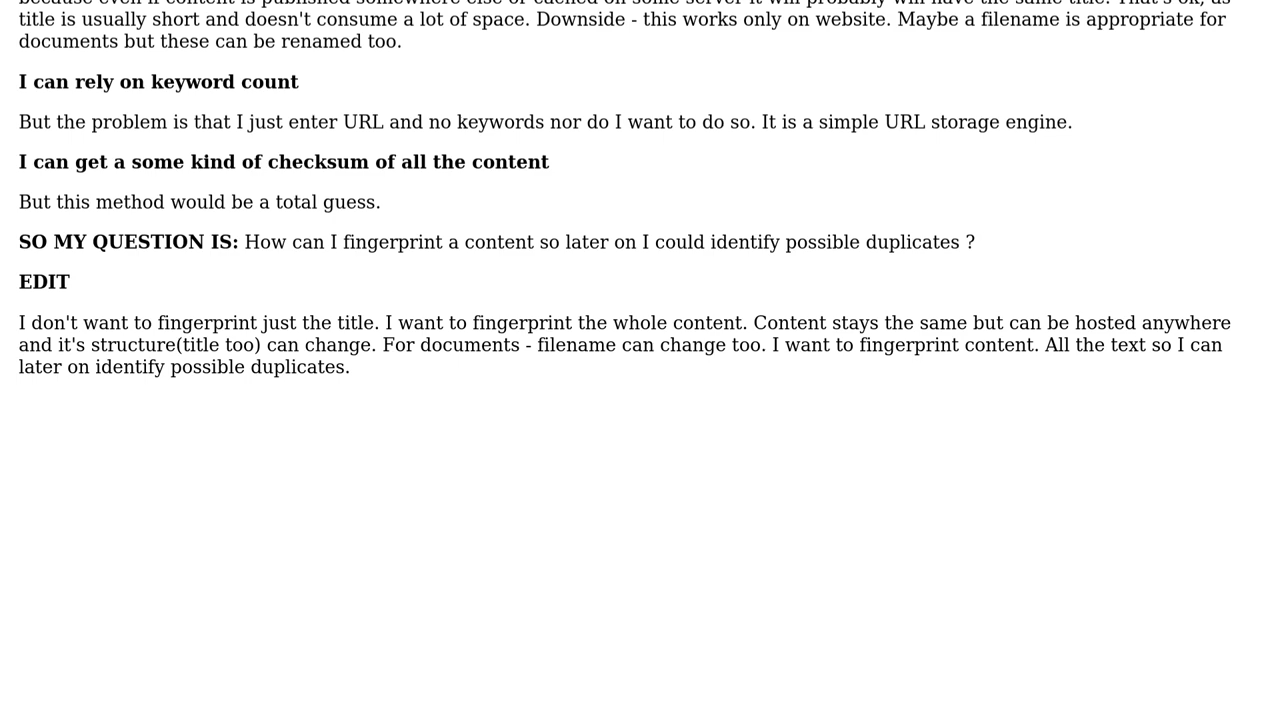 title is usually short and doesn't consume a lot of space. Downside - this works only on website. Maybe a filename is appropriate for
documents but these can be renamed too.
I can rely on keyword count
But the problem is that I just enter URL and no keywords nor do I want to do so. It is a simple URL storage engine.
I can get a some kind of checksum of all the content
But this method would be a total guess.
SO MY QUESTION IS: How can I fingerprint a content so later on I could identify possible duplicates ?
EDIT
I don't want to fingerprint just the title. I want to fingerprint the whole content. Content stays the same but can be hosted anywhere
and it's structure(title too) can change. For documents - filename can change too. I want to fingerprint content. All the text so I can
later on identify possible duplicates.